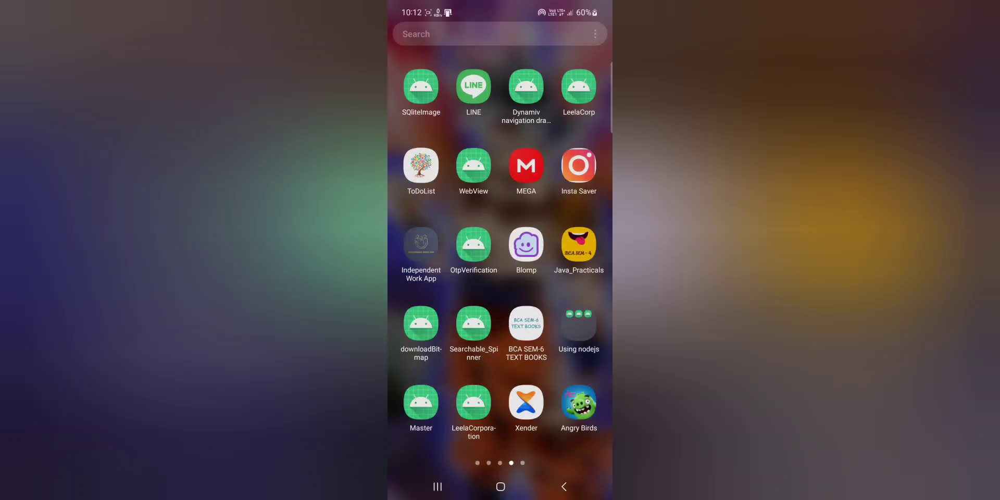 10:12 0 KB/s Vo)) LTE1 LTE+ 60%
Search
LINE
SQliteImage LINE Dynamiv navigation dra... LeelaCorp
M
ToDoList WebView MEGA Insta Saver
BCA SEM - 4
Independent Work App OtpVerification Blomp Java_Practicals
BCA SEM-6
TEXT BOOKS
downloadBit-map Searchable_Spinner BCA SEM-6 TEXT BOOKS Using nodejs
Master LeelaCorpora-tion Xender Angry Birds